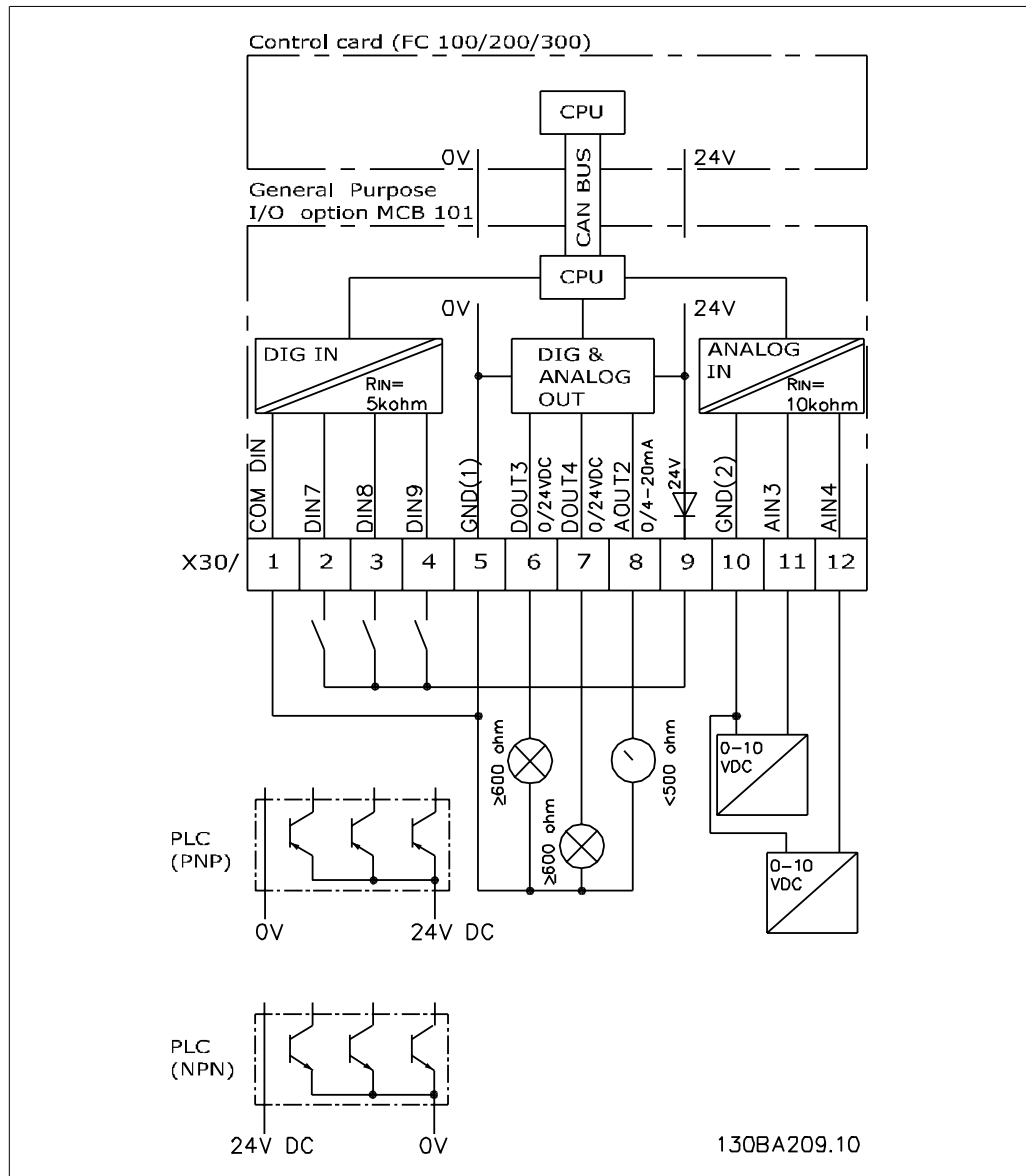 Control card (FC 100/200/300)
CPU
0V
CAN BUS
24V
General Purpose
I/O option MCB 101
CPU
0V
24V
DIG IN
RIN=
5kohm
DIG &
ANALOG
OUT
ANALOG
IN
RIN=
10kohm
COM DIN
DIN7
DIN8
DIN9
GND(1)
DOUT3
0/24VDC
DOUT4
0/24VDC
AOUT2
0/4-20mA
24V
GND(2)
AIN3
AIN4
X30/ 1 2 3 4 5 6 7 8 9 10 11 12
≥600 ohm
≥600 ohm
<500 ohm
0-10
VDC
0-10
VDC
PLC
(PNP)
0V
24V DC
PLC
(NPN)
24V DC
0V
130BA209.10